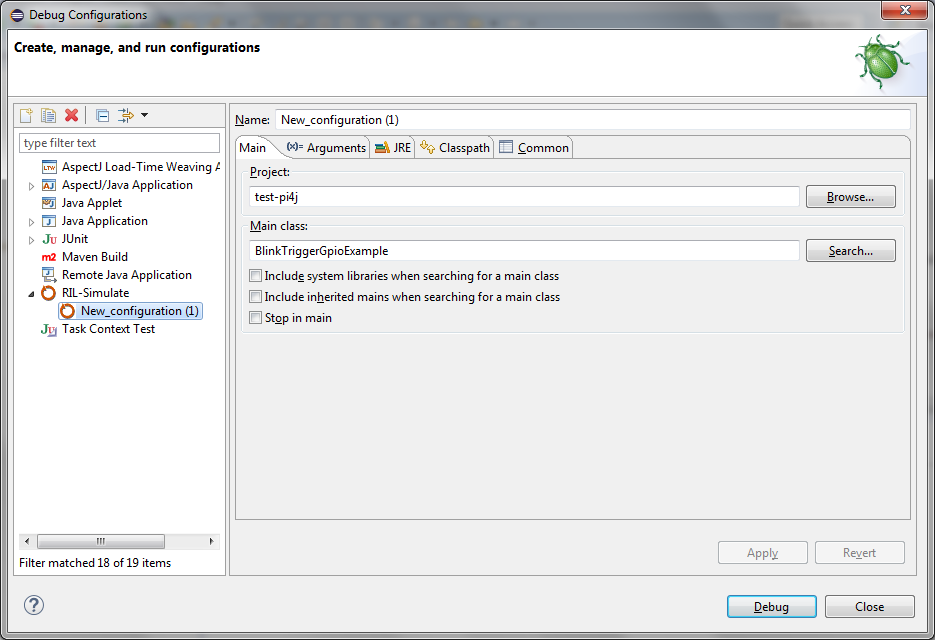 Debug Configurations
Create, manage, and run configurations
type filter text
AspectJ Load-Time Weaving A
AspectJ/Java Application
Java Applet
Java Application
JUnit
Maven Build
Remote Java Application
RIL-Simulate
New_configuration (1)
Task Context Test
Filter matched 18 of 19 items
Name: New_configuration (1)
Main (x)= Arguments JRE Classpath Common
Project:
test-pi4j Browse...
Main class:
BlinkTriggerGpioExample Search...
Include system libraries when searching for a main class
Include inherited mains when searching for a main class
Stop in main
Apply Revert
? Debug Close